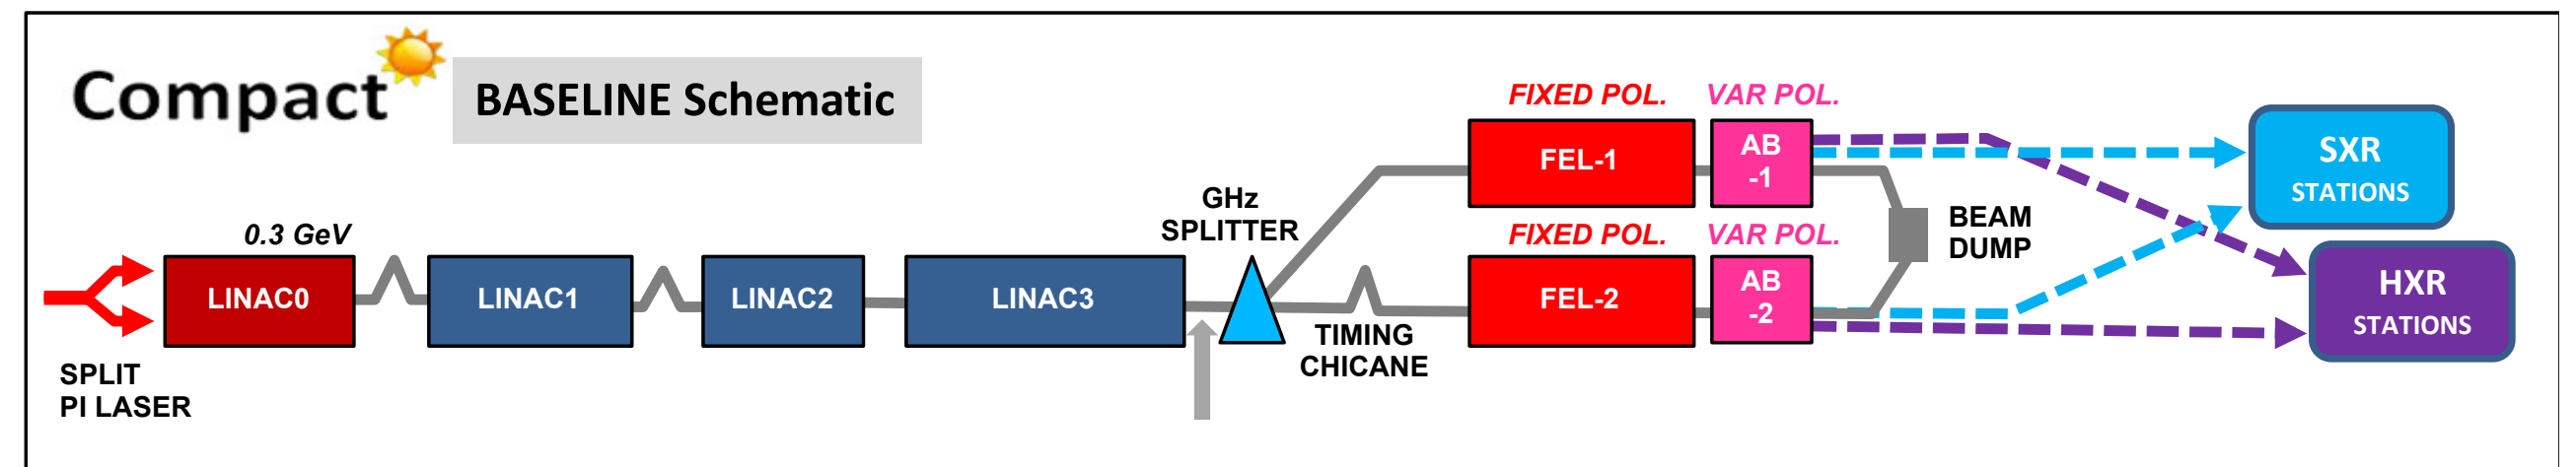 Compact
BASELINE Schematic
FIXED POL.
VAR POL.
FEL-1
AB
-1
SXR
STATIONS
GHz
SPLITTER
0.3 GeV
FIXED POL.
VAR POL.
BEAM
DUMP
LINAC0
LINAC1
LINAC2
LINAC3
FEL-2
AB
-2
HXR
STATIONS
TIMING
CHICANE
SPLIT
PI LASER